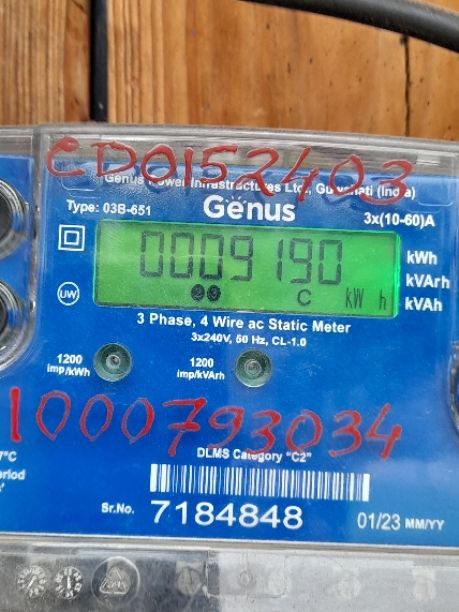 CD0152403
Genus Power Infrastructures Ltd., Guwahati (India)
Type: 03B-651
Genus
3x(10-60)A
0009190
C kW h
kWh
kVArh
kVAh
UW
3 Phase, 4 Wire ac Static Meter
3x240V, 50 Hz, CL-1.0
1200
imp/kWh
1200
imp/kVArh
1000793034
DLMS Category "C2"
Sr.No. 7184848
01/23 MM/YY